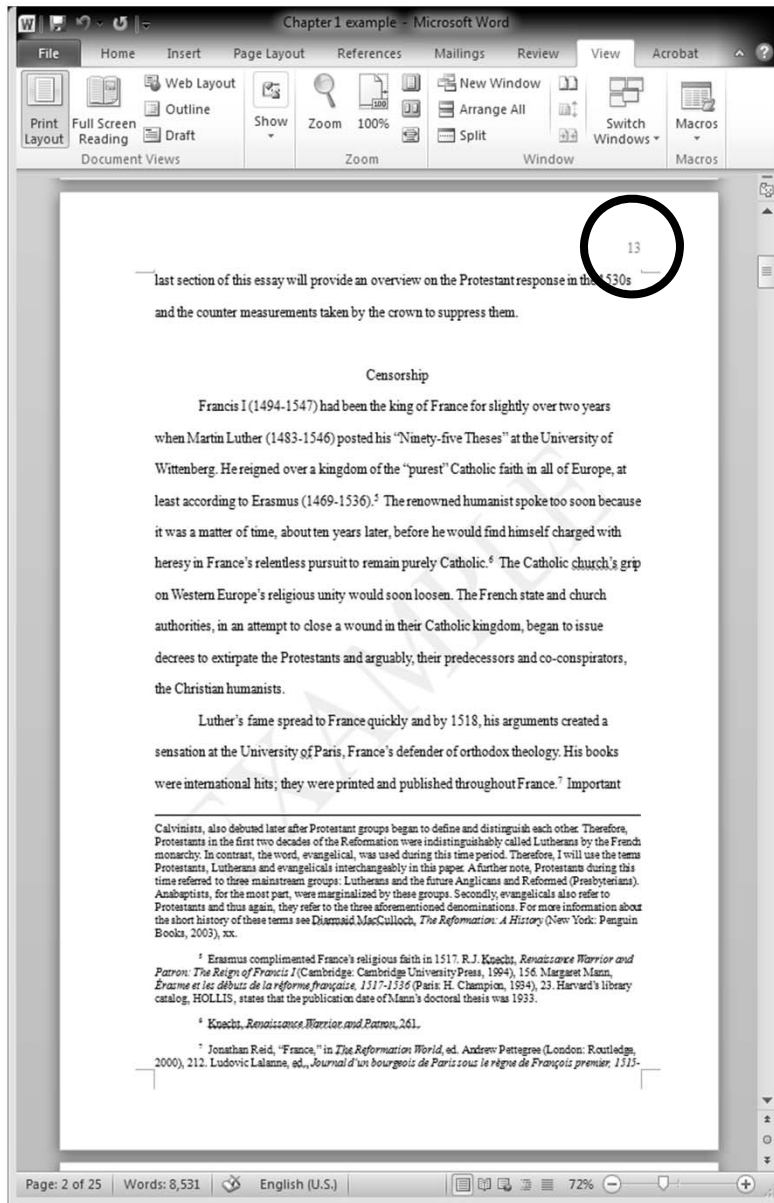 Chapter 1 example - Microsoft Word
File Home Insert Page Layout References Mailings Review View Acrobat
Print Layout
Full Screen Reading
Web Layout
Outline
Draft
Document Views
Show
Zoom
100%
Zoom
New Window
Arrange All
Split
Switch Windows
Window
Macros
Macros
13
last section of this essay will provide an overview on the Protestant response in the 1530s
and the counter measurements taken by the crown to suppress them.
Censorship
Francis I (1494-1547) had been the king of France for slightly over two years
when Martin Luther (1483-1546) posted his “Ninety-five Theses” at the University of
Wittenberg. He reigned over a kingdom of the “purest” Catholic faith in all of Europe, at
least according to Erasmus (1469-1536).⁵ The renowned humanist spoke too soon because
it was a matter of time, about ten years later, before he would find himself charged with
heresy in France’s relentless pursuit to remain purely Catholic.⁶ The Catholic church’s grip
on Western Europe’s religious unity would soon loosen. The French state and church
authorities, in an attempt to close a wound in their Catholic kingdom, began to issue
decrees to extirpate the Protestants and arguably, their predecessors and co-conspirators,
the Christian humanists.
Luther’s fame spread to France quickly and by 1518, his arguments created a
sensation at the University of Paris, France’s defender of orthodox theology. His books
were international hits; they were printed and published throughout France.⁷ Important
EXAMPLE
Calvinists, also debuted later after Protestant groups began to define and distinguish each other. Therefore,
Protestants in the first two decades of the Reformation were indistinguishably called Lutherans by the French
monarchy. In contrast, the word, evangelical, was used during this time period. Therefore, I will use the terms
Protestants, Lutherans and evangelicals interchangeably in this paper. A further note, Protestants during this
time referred to three mainstream groups: Lutherans and the future Anglicans and Reformed (Presbyterians).
Anabaptists, for the most part, were marginalized by these groups. Secondly, evangelicals also refer to
Protestants and thus again, they refer to the three aforementioned denominations. For more information about
the short history of these terms see Diarmaid MacCulloch, The Reformation: A History (New York: Penguin
Books, 2003), xx.
⁵ Erasmus complimented France’s religious faith in 1517. R.J. Knecht, Renaissance Warrior and
Patron: The Reign of Francis I (Cambridge: Cambridge University Press, 1994), 156. Margaret Mann,
Érasme et les débuts de la réforme française, 1517-1536 (Paris: H. Champion, 1934), 23. Harvard’s library
catalog, HOLLIS, states that the publication date of Mann’s doctoral thesis was 1933.
⁶ Knecht, Renaissance Warrior and Patron, 261.
⁷ Jonathan Reid, “France,” in The Reformation World, ed. Andrew Pettegree (London: Routledge,
2000), 212. Ludovic Lalanne, ed., Journal d’un bourgeois de Paris sous le règne de François premier, 1515-
Page: 2 of 25 Words: 8,531 English (U.S.) 72%